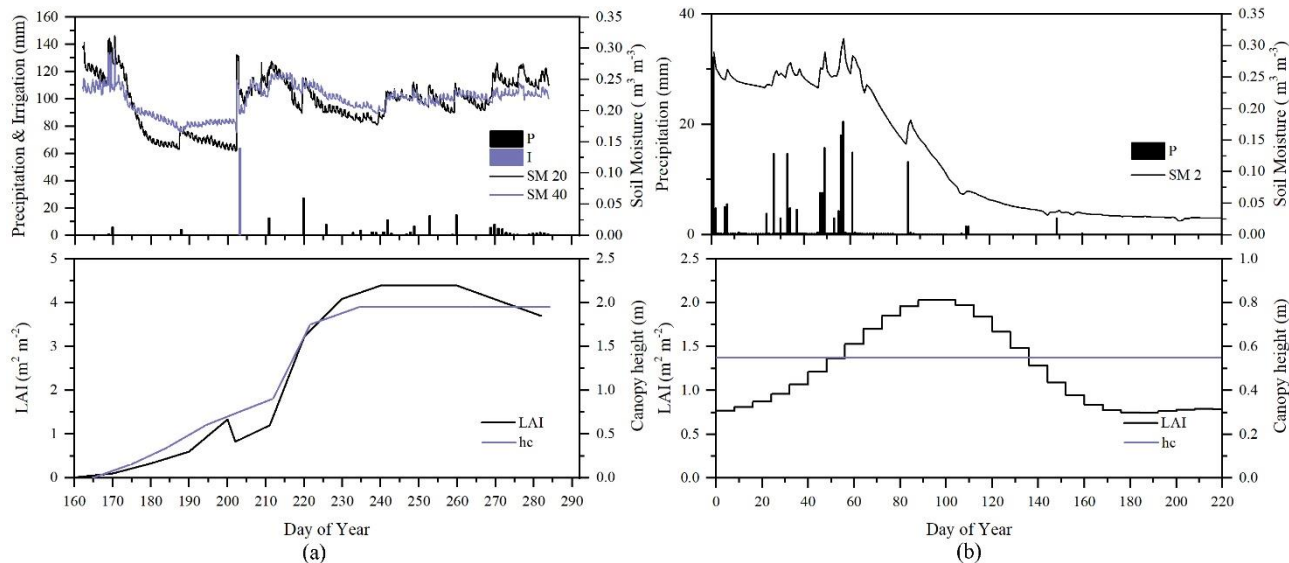 Precipitation & Irrigation (mm)
160
140
120
100
80
60
40
20
0
0.35
0.30
0.25
0.20
0.15
0.10
0.05
0.00
Soil Moisture ( m³ m⁻³)
P
I
SM 20
SM 40
LAI (m² m⁻²)
5
4
3
2
1
0
2.5
2.0
1.5
1.0
0.5
0.0
Canopy height (m)
LAI
hc
160 170 180 190 200 210 220 230 240 250 260 270 280 290
Day of Year
(a)
Precipitation (mm)
40
20
0
0.35
0.30
0.25
0.20
0.15
0.10
0.05
0.00
Soil Moisture ( m³ m⁻³)
P
SM 2
LAI (m² m⁻²)
2.5
2.0
1.5
1.0
0.5
0.0
1.0
0.8
0.6
0.4
0.2
0.0
Canopy height (m)
LAI
hc
0 20 40 60 80 100 120 140 160 180 200 220
Day of Year
(b)